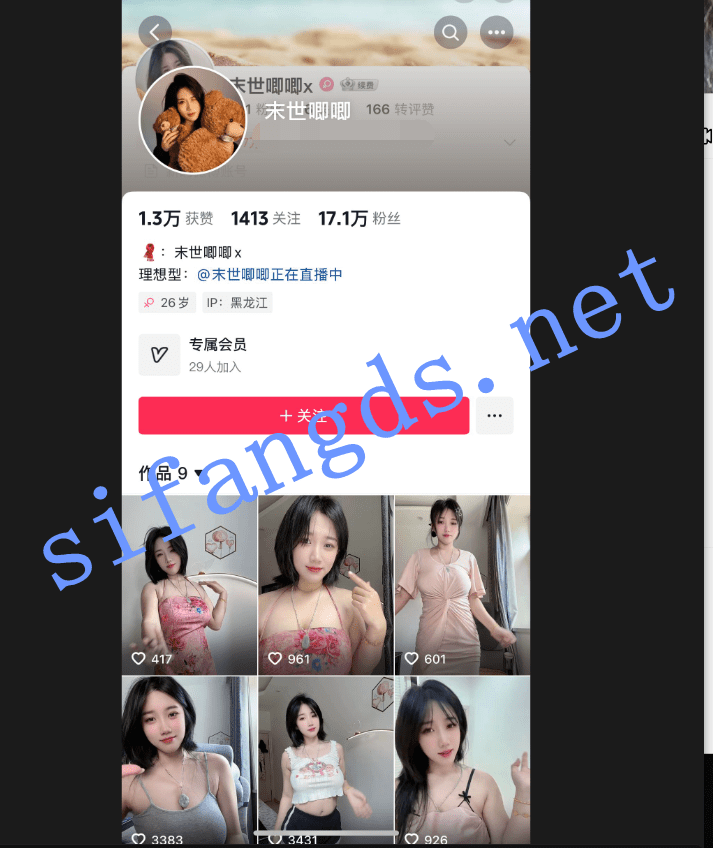 末世唧唧x 续费
末世唧唧
166 转评赞
1.3万 获赞 1413 关注 17.1万 粉丝
：末世唧唧x
理想型：@末世唧唧正在直播中
26岁 IP：黑龙江
专属会员
29人加入
+ 关注
作品 9
417 961 601
3383 3431 926
sifangds.net